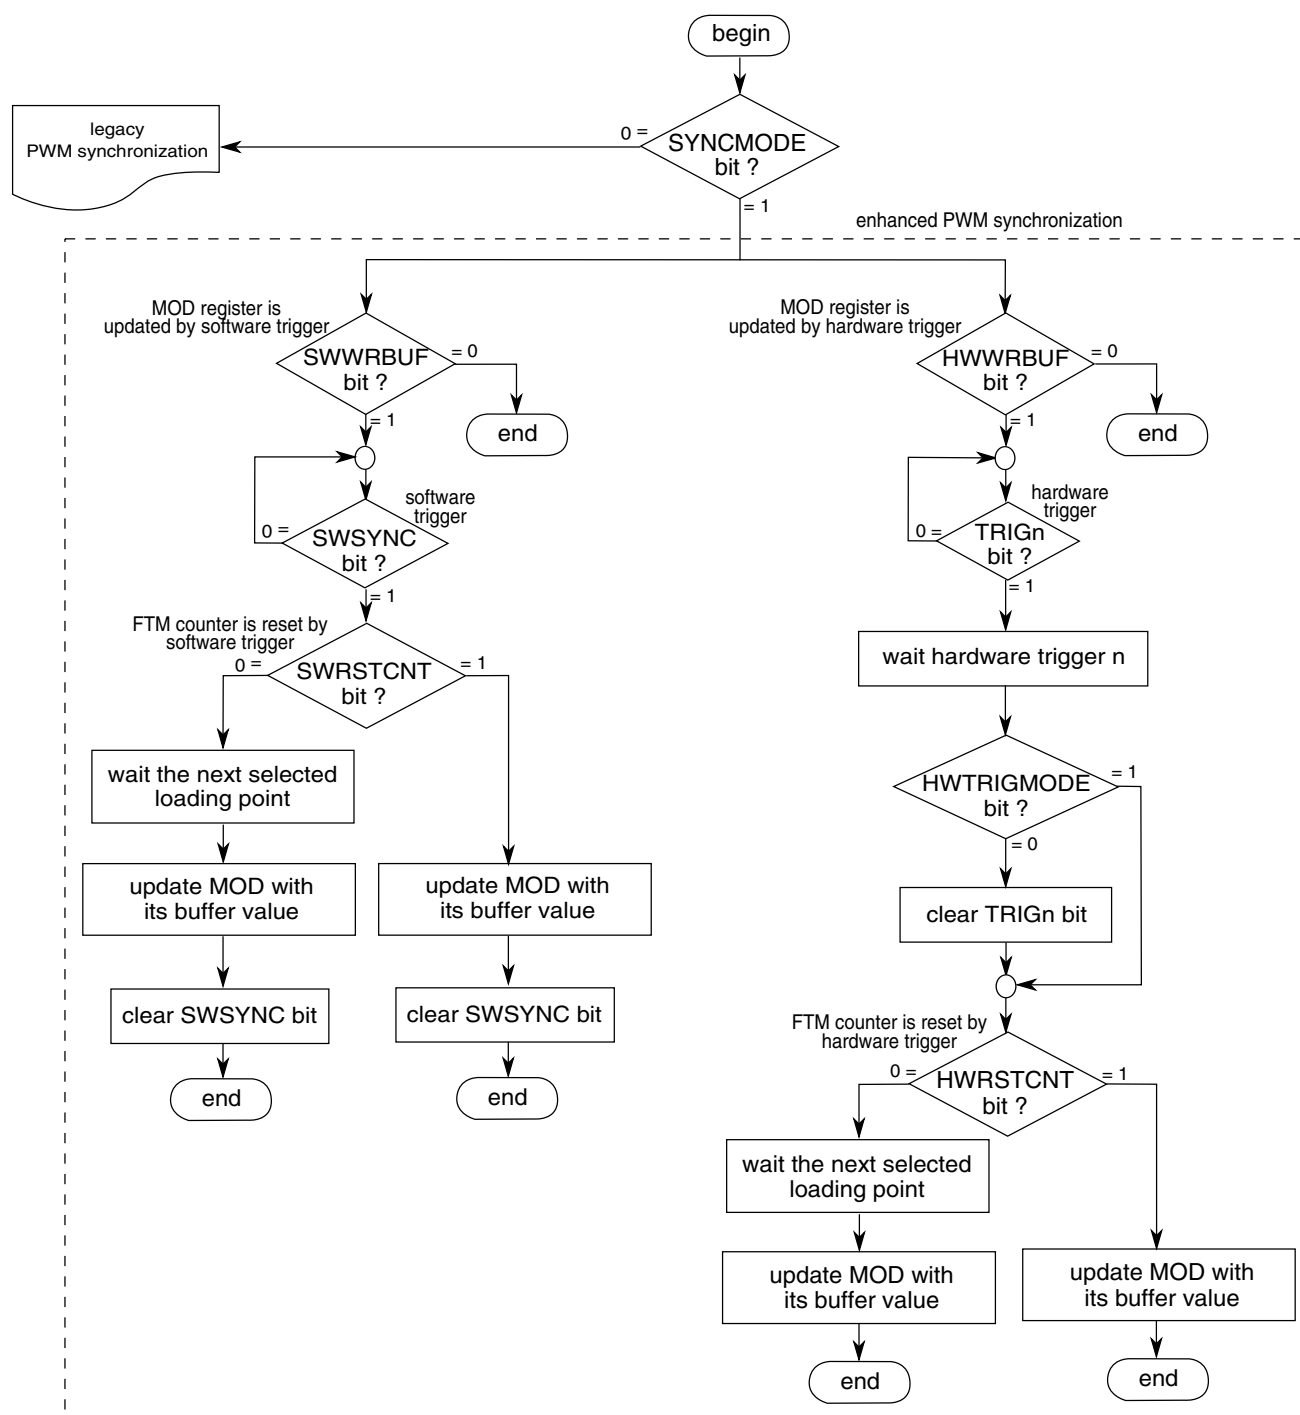 begin
SYNCMODE
bit ?
0 =
= 1
legacy
PWM synchronization
enhanced PWM synchronization
MOD register is
updated by software trigger
SWWRBUF
bit ?
= 0
= 1
end
software
trigger
SWSYNC
bit ?
0 =
= 1
FTM counter is reset by
software trigger
SWRSTCNT
bit ?
0 =
= 1
wait the next selected
loading point
update MOD with
its buffer value
clear SWSYNC bit
end
update MOD with
its buffer value
clear SWSYNC bit
end
MOD register is
updated by hardware trigger
HWWRBUF
bit ?
= 0
= 1
end
hardware
trigger
TRIGn
bit ?
0 =
= 1
wait hardware trigger n
HWTRIGMODE
bit ?
= 1
= 0
clear TRIGn bit
FTM counter is reset by
hardware trigger
HWRSTCNT
bit ?
0 =
= 1
wait the next selected
loading point
update MOD with
its buffer value
end
update MOD with
its buffer value
end